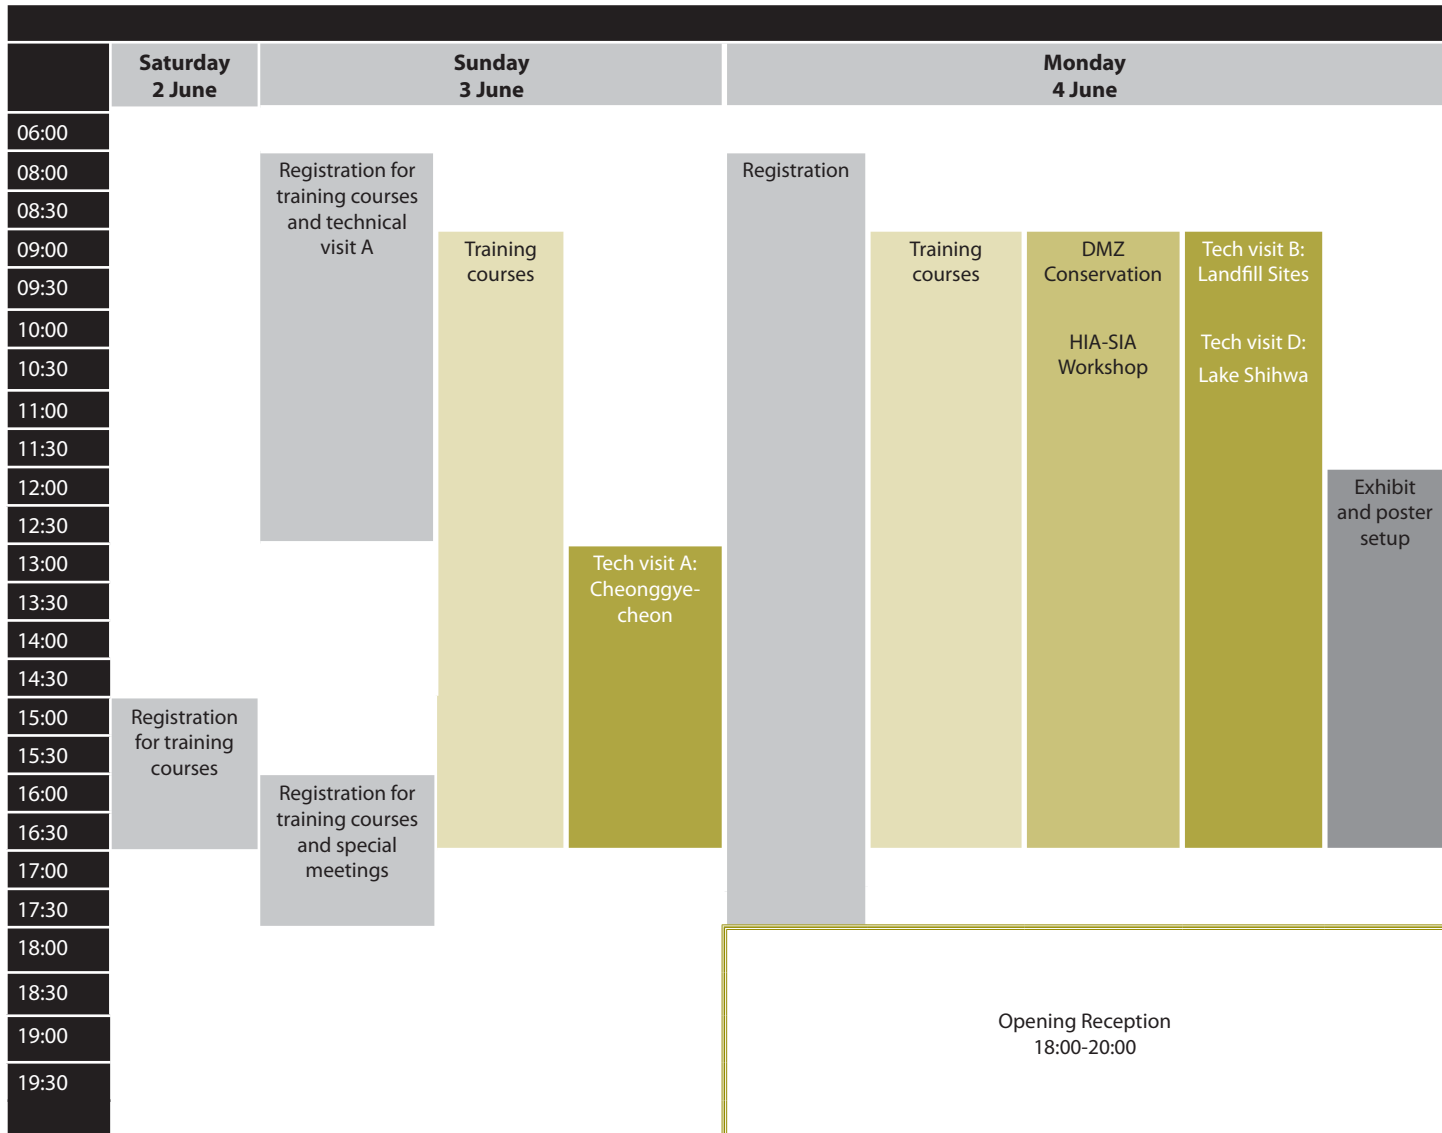 Saturday
2 June
Sunday
3 June
Monday
4 June
06:00
08:00
08:30
09:00
09:30
10:00
10:30
11:00
11:30
12:00
12:30
13:00
13:30
14:00
14:30
15:00
15:30
16:00
16:30
17:00
17:30
18:00
18:30
19:00
19:30
Registration
for training
courses
Registration for
training courses
and technical
visit A
Registration for
training courses
and special
meetings
Training
courses
Tech visit A:
Cheonggye-
cheon
Registration
Training
courses
DMZ
Conservation
HIA-SIA
Workshop
Tech visit B:
Landfill Sites
Tech visit D:
Lake Shihwa
Exhibit
and poster
setup
Opening Reception
18:00-20:00